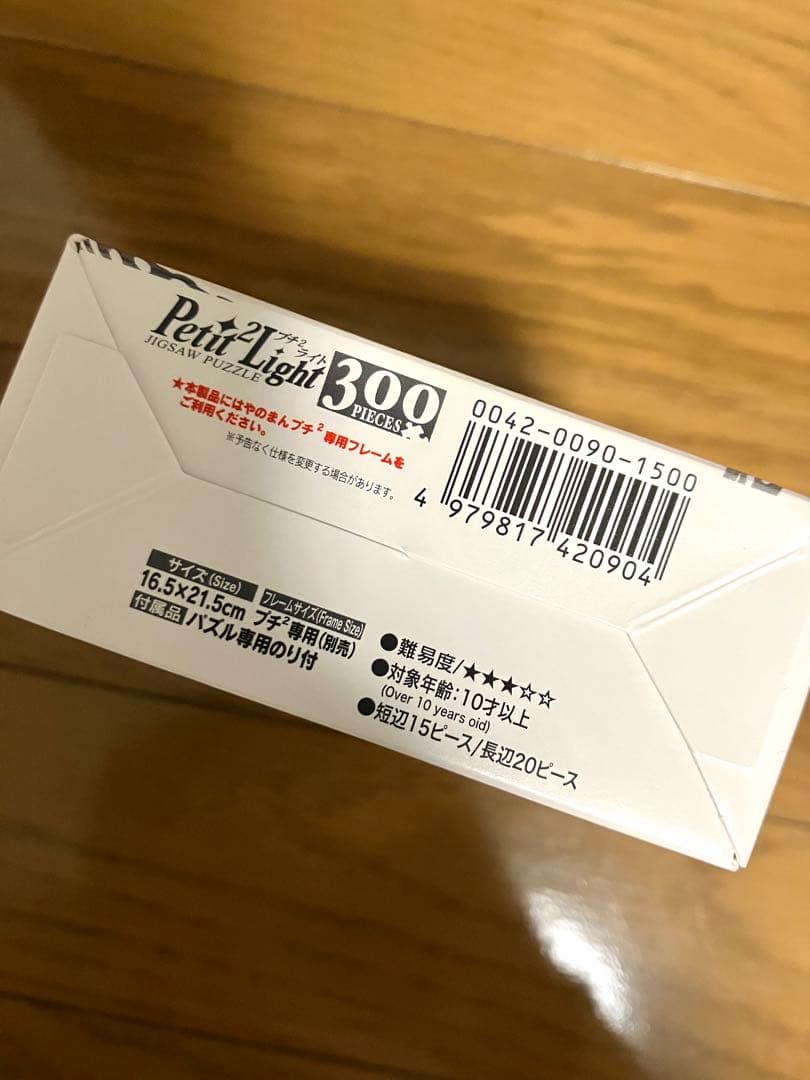 Petit²Light
プチ²ライト
JIGSAW PUZZLE
300
PIECES
★本製品にはやのまんプチ²専用フレームを
ご利用ください。
※予告なく仕様を変更する場合があります。
0042-0090-1500
4 979817 420904
サイズ(Size) フレームサイズ(Frame Size)
16.5×21.5cm プチ²専用(別売)
付属品 パズル専用のり付
●難易度/★★★☆☆
●対象年齢:10才以上
(Over 10 years old)
●短辺15ピース/長辺20ピース